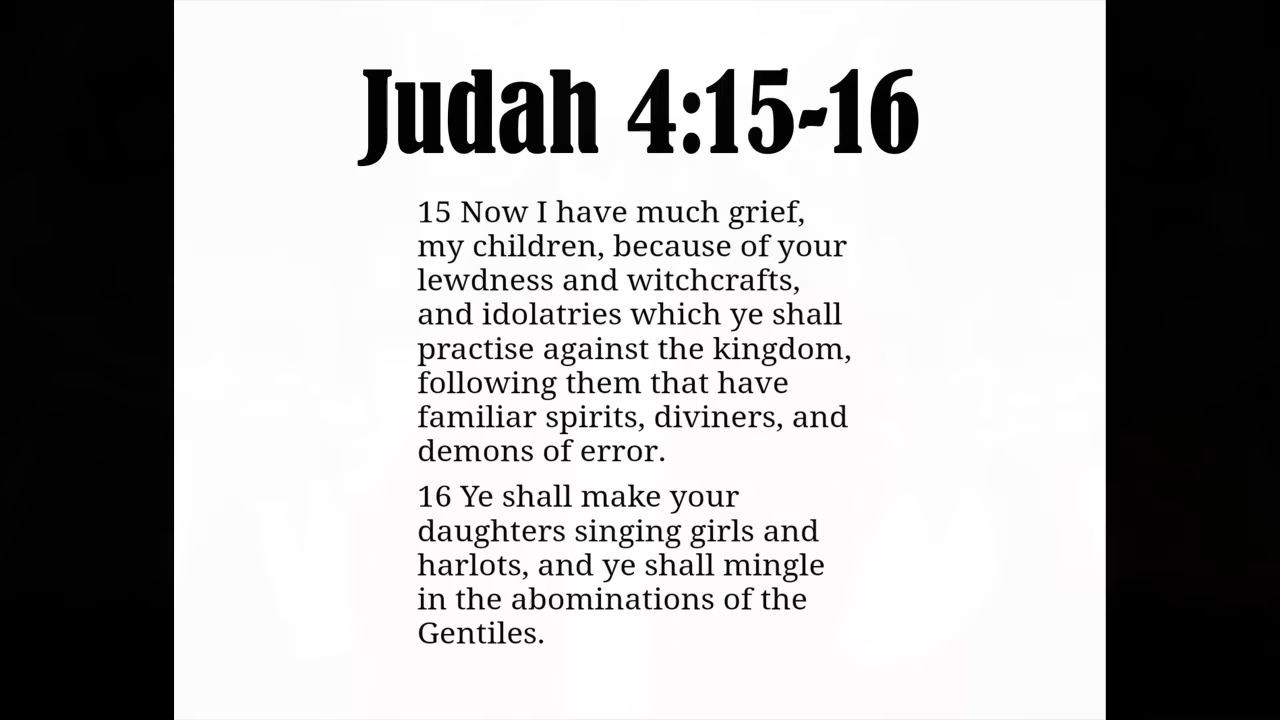 Judah 4:15-16
15 Now I have much grief,
my children, because of your
lewdness and witchcrafts,
and idolatries which ye shall
practise against the kingdom,
following them that have
familiar spirits, diviners, and
demons of error.
16 Ye shall make your
daughters singing girls and
harlots, and ye shall mingle
in the abominations of the
Gentiles.